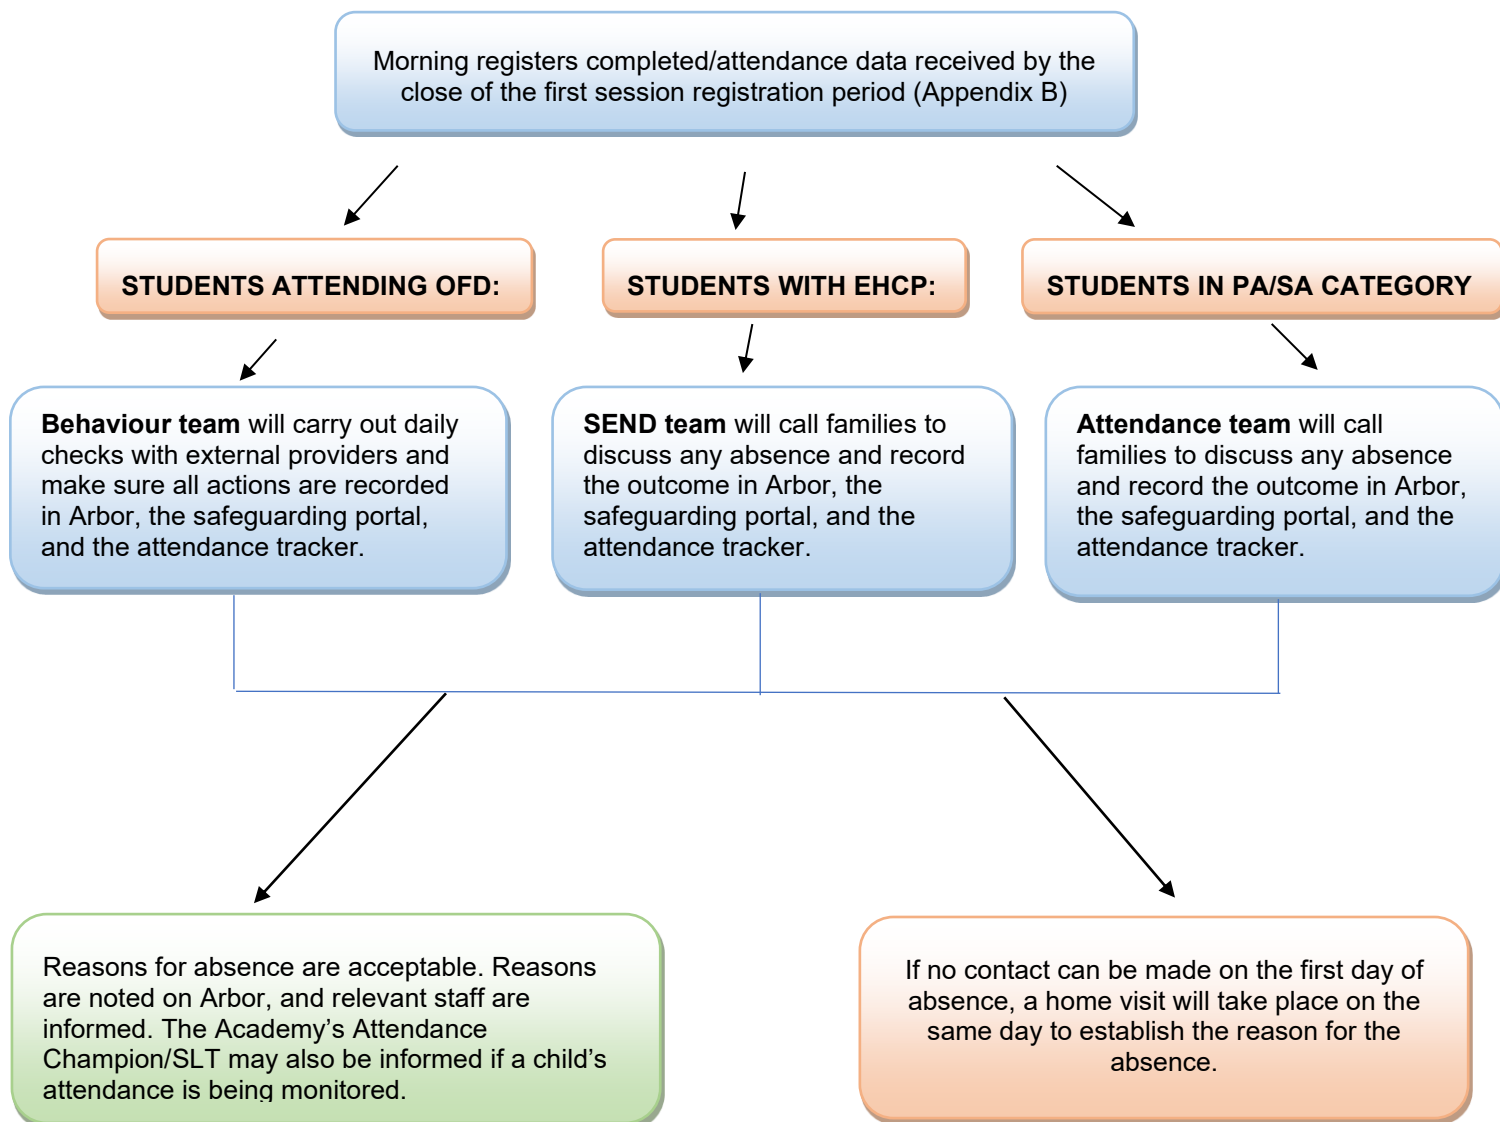 Morning registers completed/attendance data received by the
close of the first session registration period (Appendix B)
STUDENTS ATTENDING OFD:
STUDENTS WITH EHCP:
STUDENTS IN PA/SA CATEGORY
Behaviour team will carry out daily
checks with external providers and
make sure all actions are recorded
in Arbor, the safeguarding portal,
and the attendance tracker.
SEND team will call families to
discuss any absence and record
the outcome in Arbor, the
safeguarding portal, and the
attendance tracker.
Attendance team will call
families to discuss any absence
and record the outcome in Arbor,
the safeguarding portal, and the
attendance tracker.
Reasons for absence are acceptable. Reasons
are noted on Arbor, and relevant staff are
informed. The Academy’s Attendance
Champion/SLT may also be informed if a child’s
attendance is being monitored.
If no contact can be made on the first day of
absence, a home visit will take place on the
same day to establish the reason for the
absence.